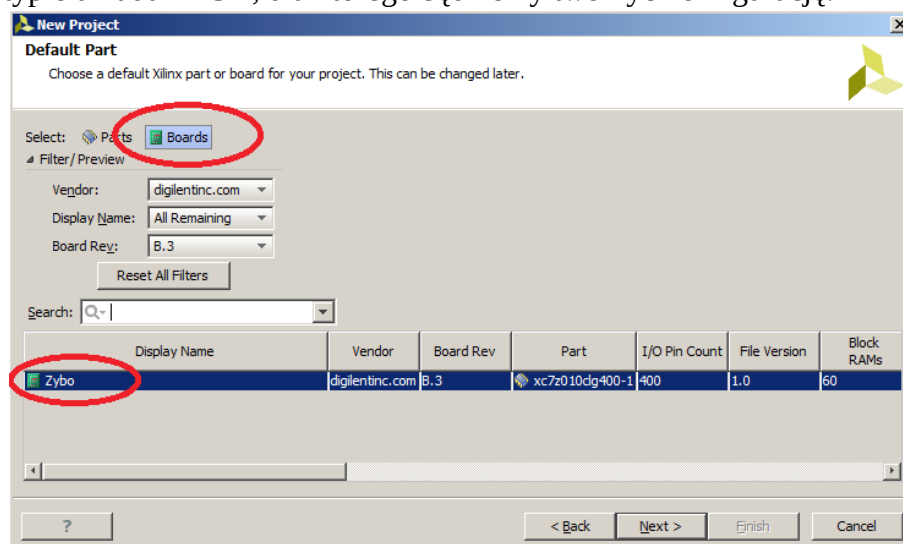 New Project
Default Part
Choose a default Xilinx part or board for your project. This can be changed later.
Select: Parts Boards
Filter/ Preview
Vendor: digilentinc.com
Display Name: All Remaining
Board Rev: B.3
Reset All Filters
Search:
Display Name Vendor Board Rev Part I/O Pin Count File Version Block RAMs
Zybo digilentinc.com B.3 xc7z010clg400-1 400 1.0 60
? < Back Next > Finish Cancel